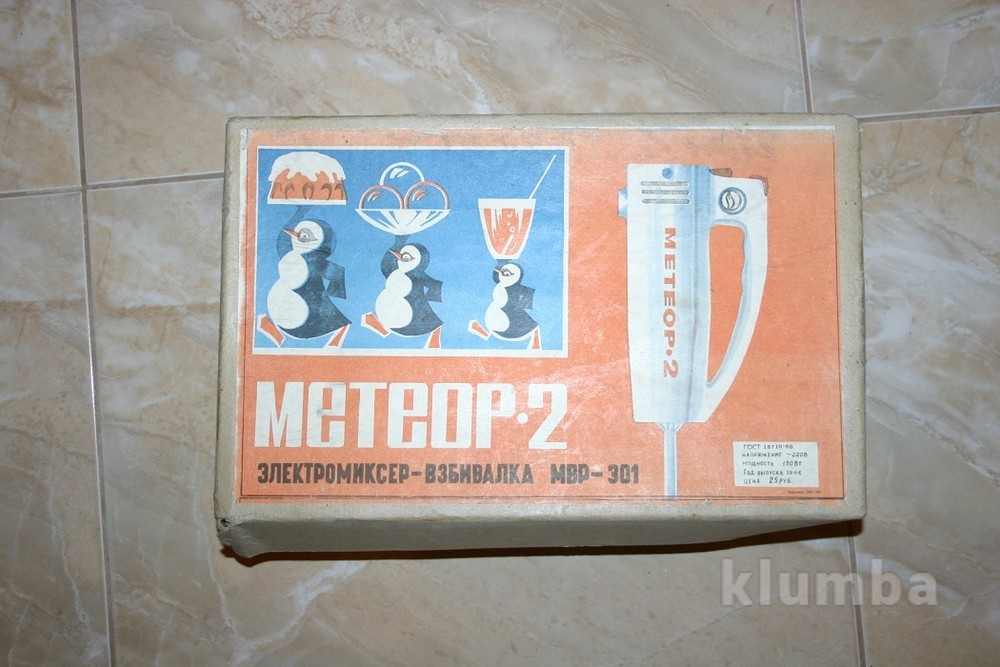 МЕТЕОР·2
МЕТЕОР·2
ЭЛЕКТРОМИКСЕР-ВЗБИВАЛКА МВР-301
ГОСТ
НАПРЯЖЕНИЕ ~220В
МОЩНОСТЬ 130ВТ
ГОД ВЫПУСКА
ЦЕНА 25РУБ.
klumba